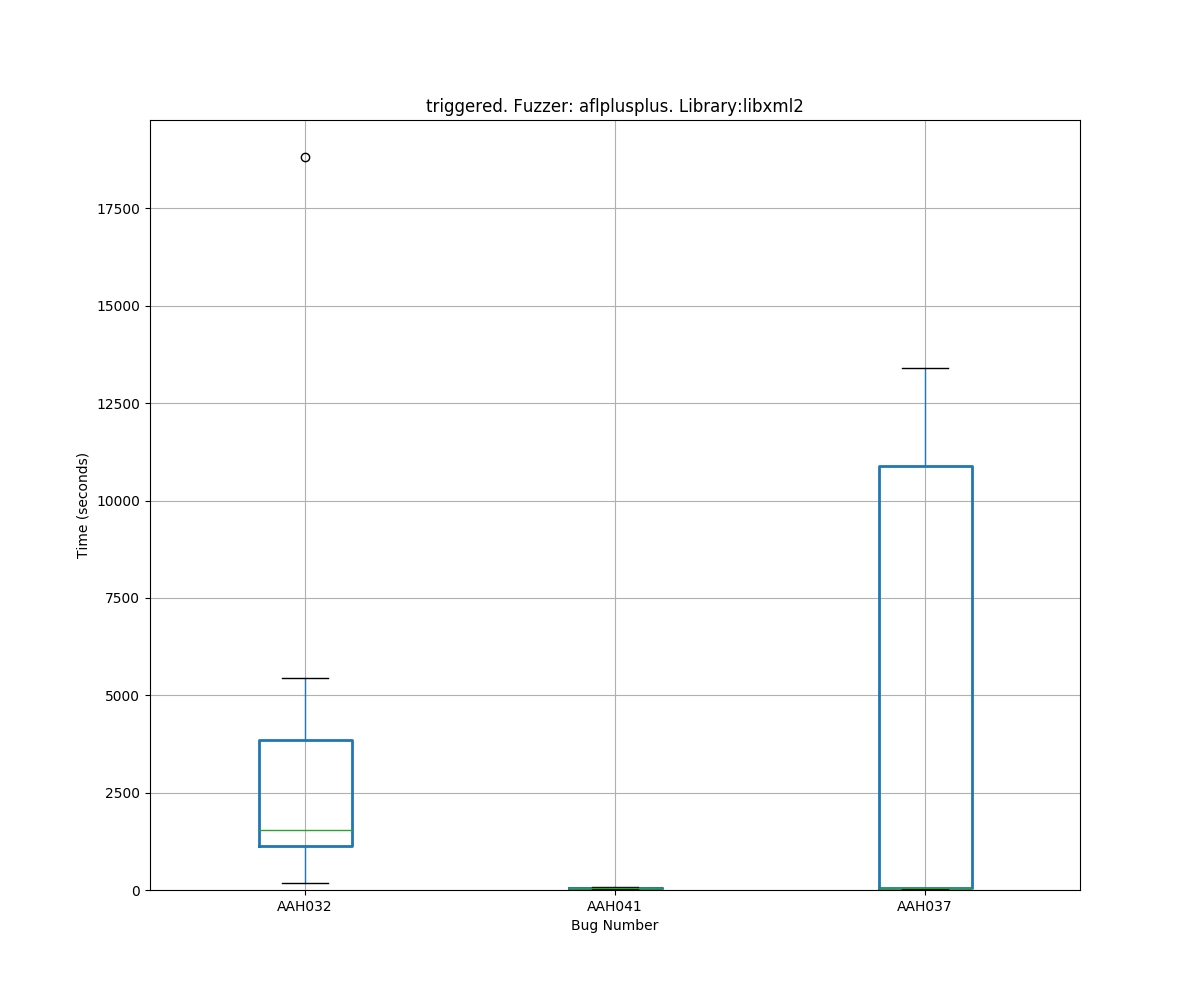 triggered. Fuzzer: aflplusplus. Library:libxml2
17500
15000
12500
10000
7500
5000
2500
0
Time (seconds)
AAH032 AAH041 AAH037
Bug Number